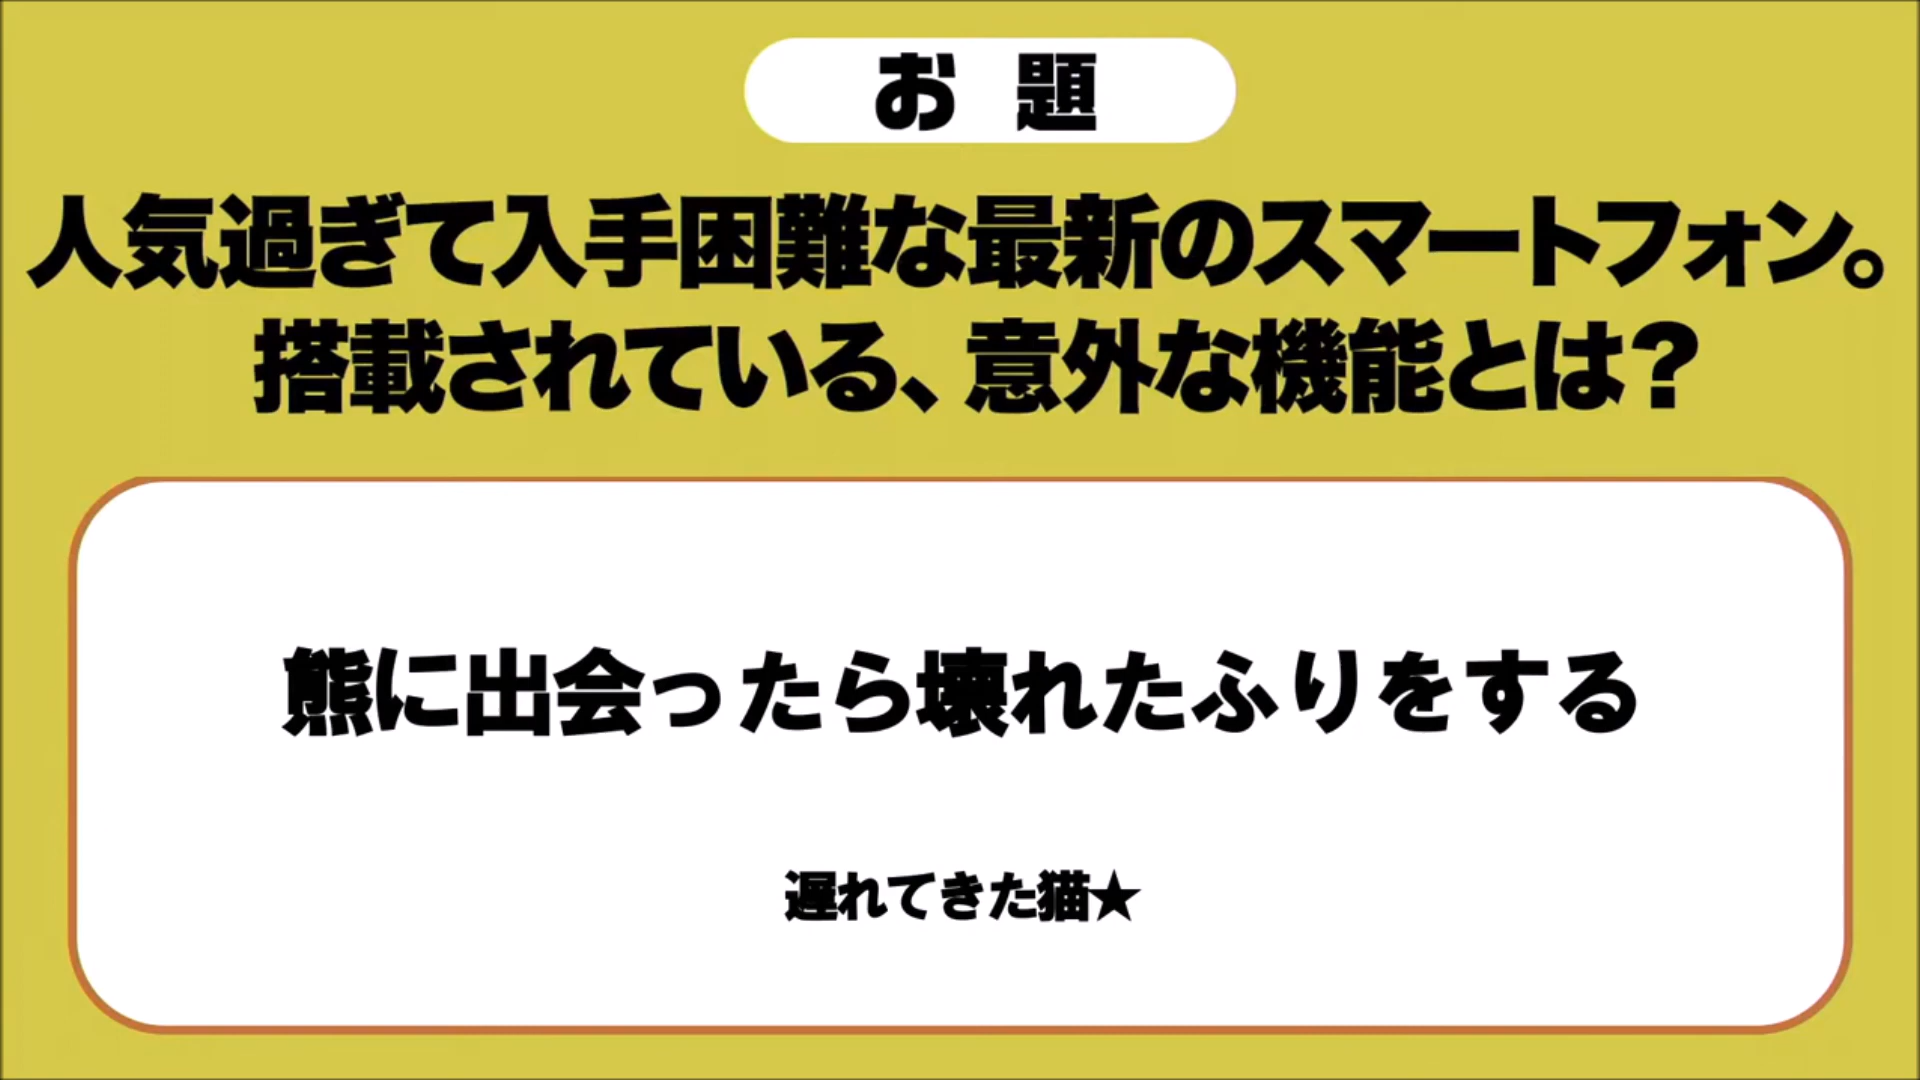 お題
人気過ぎて入手困難な最新のスマートフォン。
搭載されている、意外な機能とは？
熊に出会ったら壊れたふりをする
遅れてきた猫★